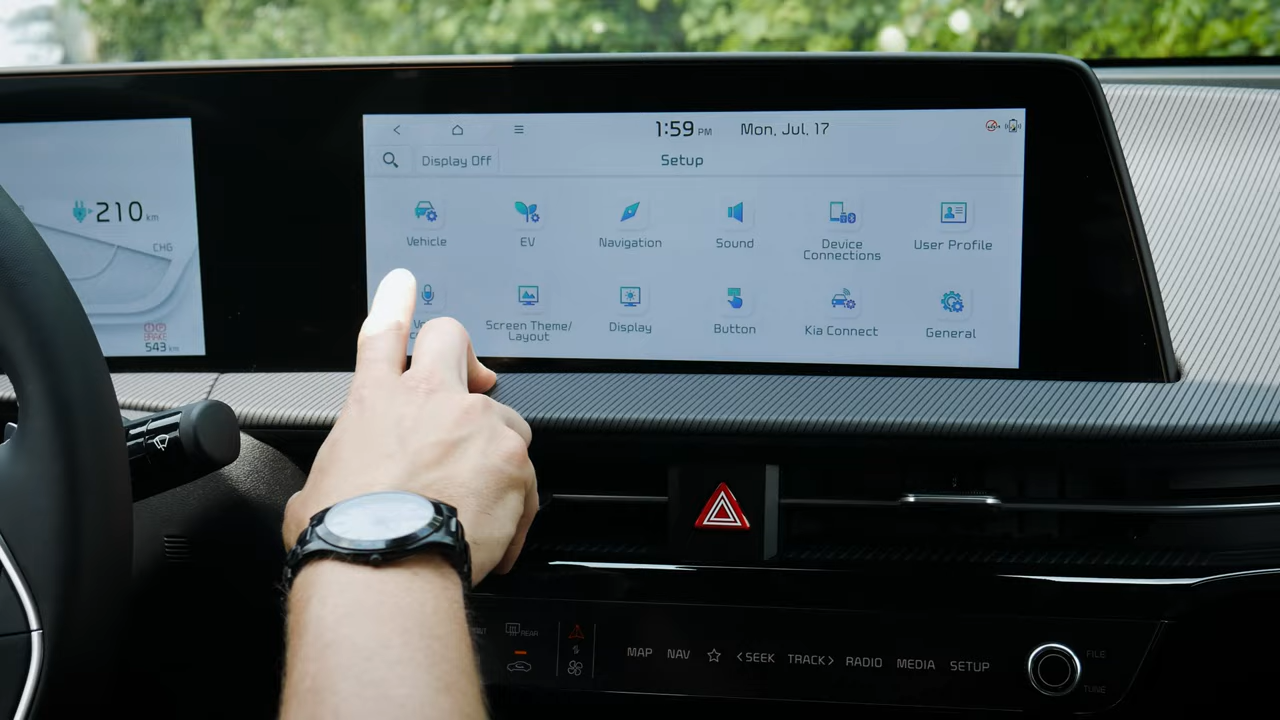 210 km
CHG
BRAKE
543 km
1:59 PM Mon, Jul, 17
Display Off
Setup
Vehicle
EV
Navigation
Sound
Device
Connections
User Profile
Screen Theme/
Layout
Display
Button
Kia Connect
General
REAR
MAP NAV <SEEK TRACK> RADIO MEDIA SETUP
FILE
TUNE